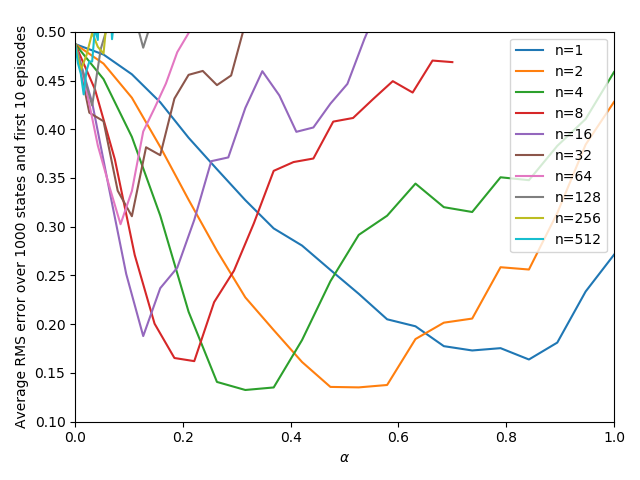 Average RMS error over 1000 states and first 10 episodes
0.50
0.45
0.40
0.35
0.30
0.25
0.20
0.15
0.10
0.0
0.2
0.4
0.6
0.8
1.0
α
n=1
n=2
n=4
n=8
n=16
n=32
n=64
n=128
n=256
n=512